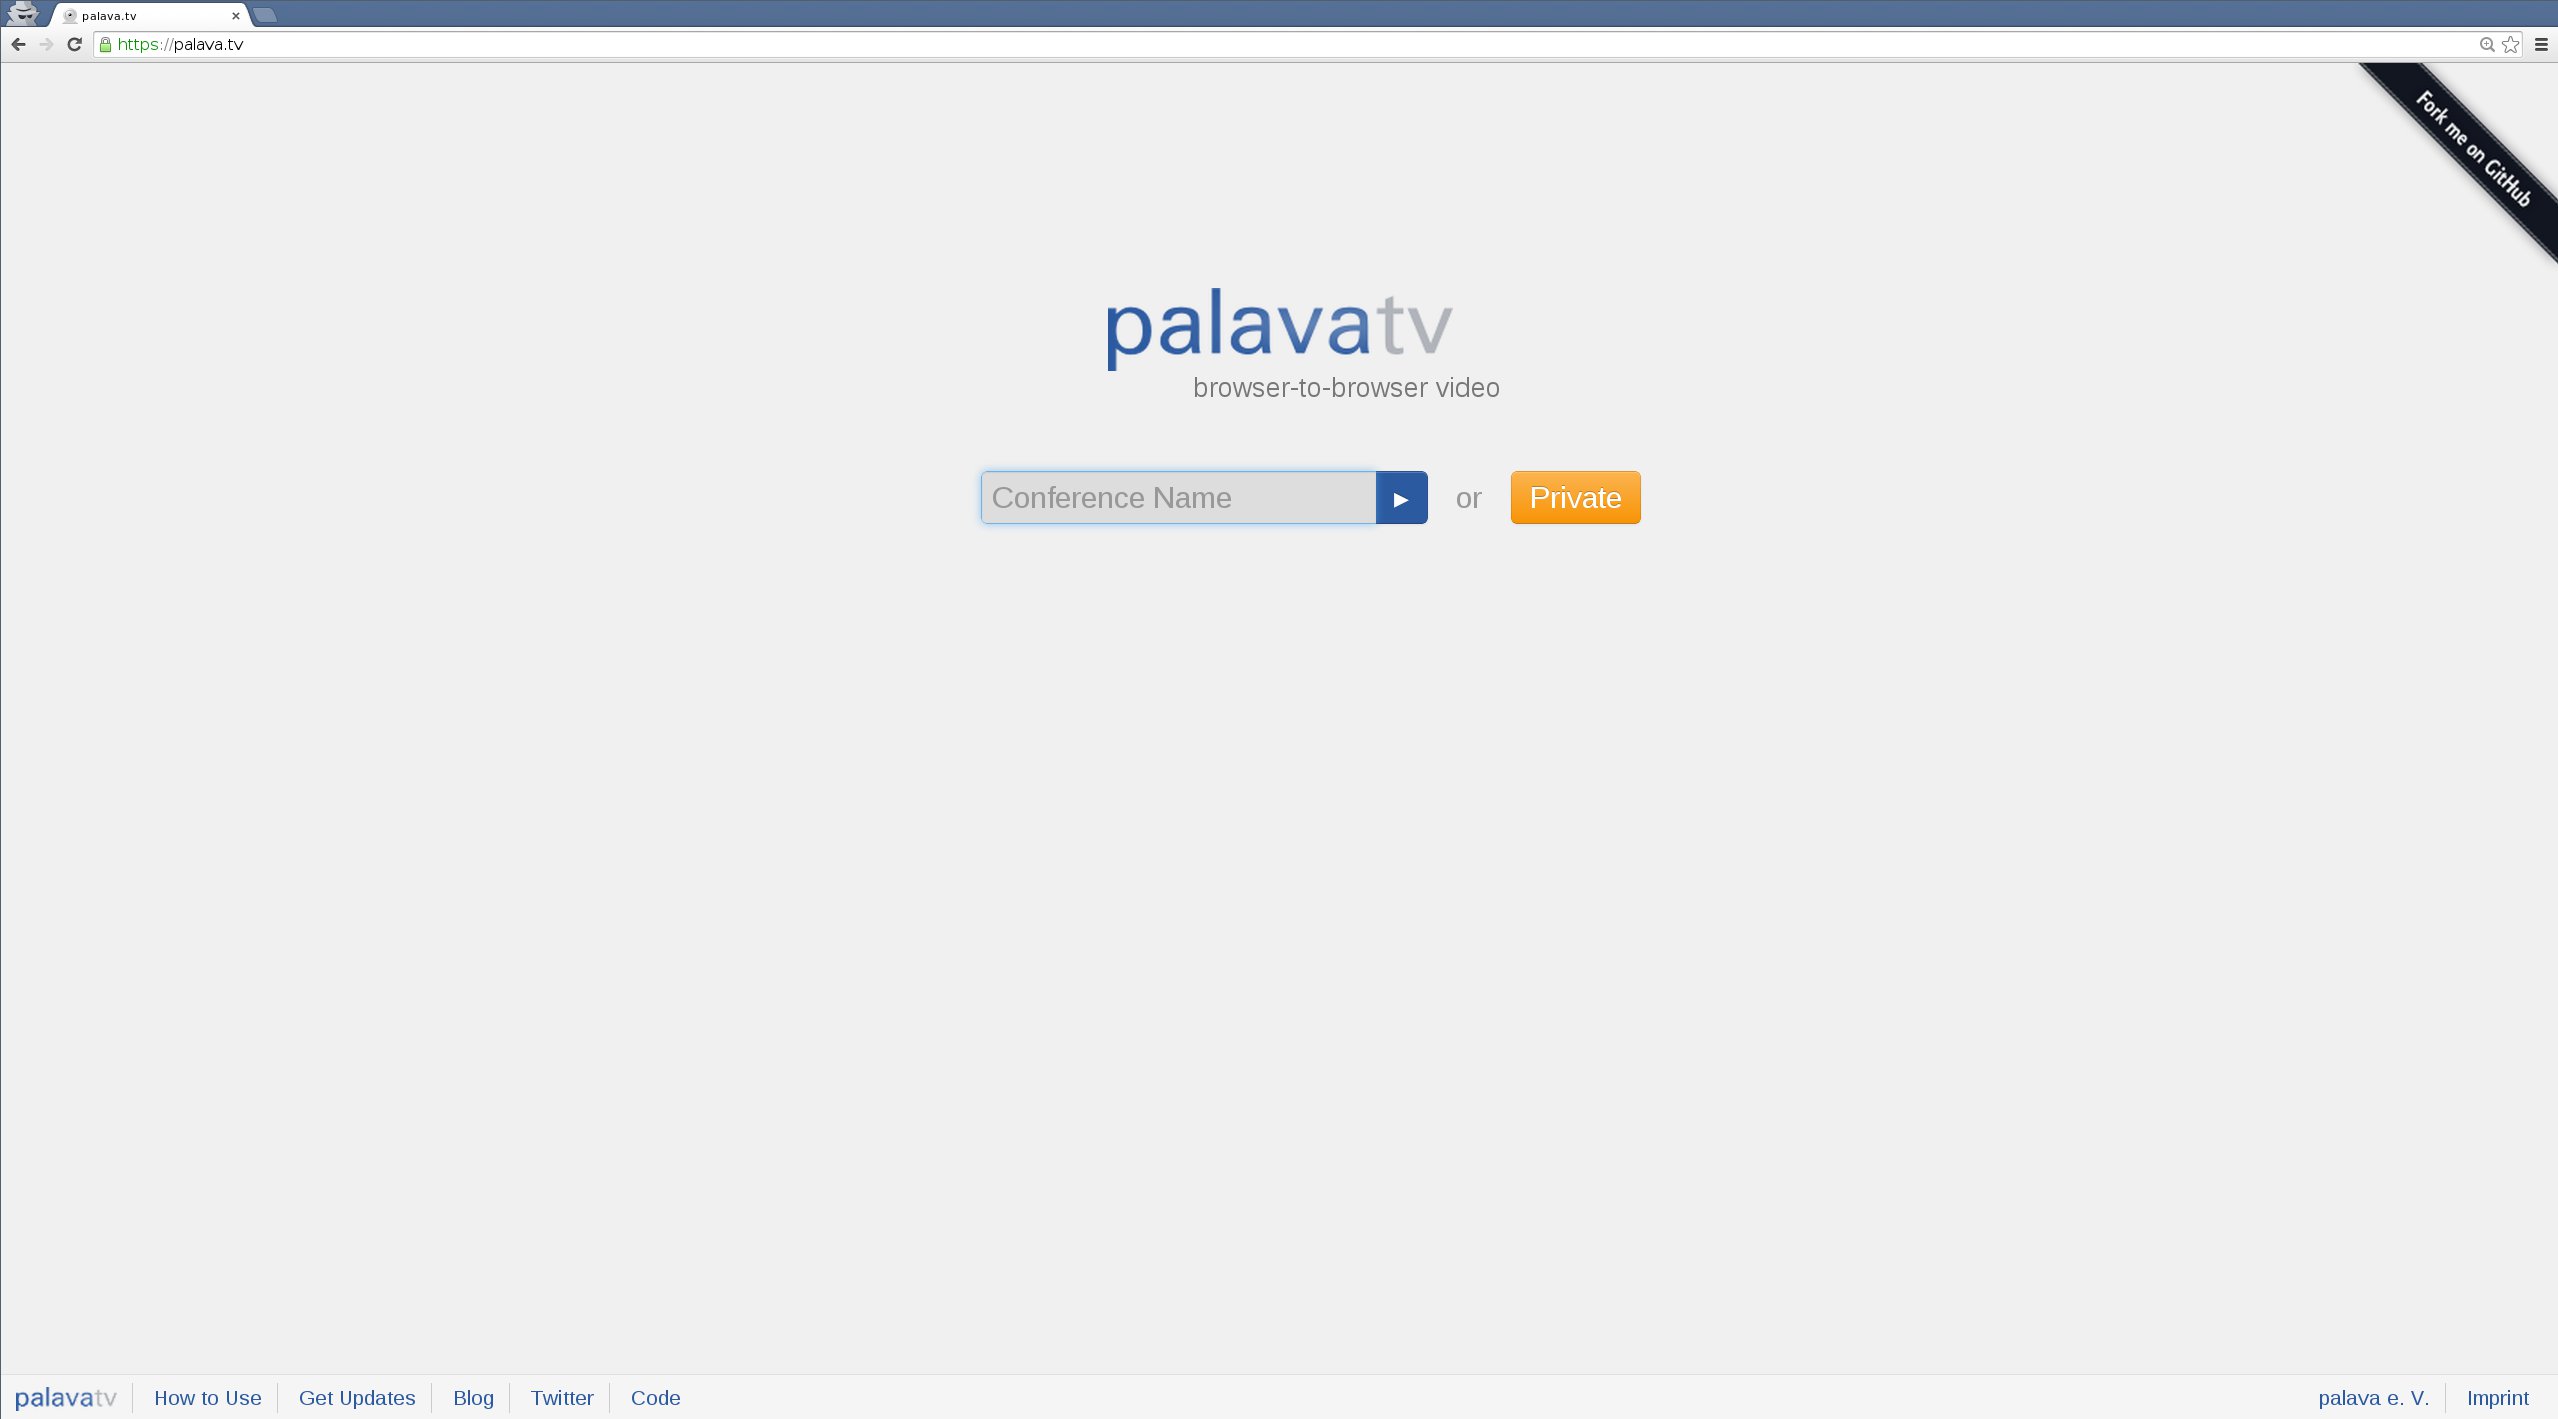 palava.tv
https://palava.tv
Fork me on GitHub
palavatv
browser-to-browser video
Conference Name
or
Private
palavatv
How to Use
Get Updates
Blog
Twitter
Code
palava e. V.
Imprint